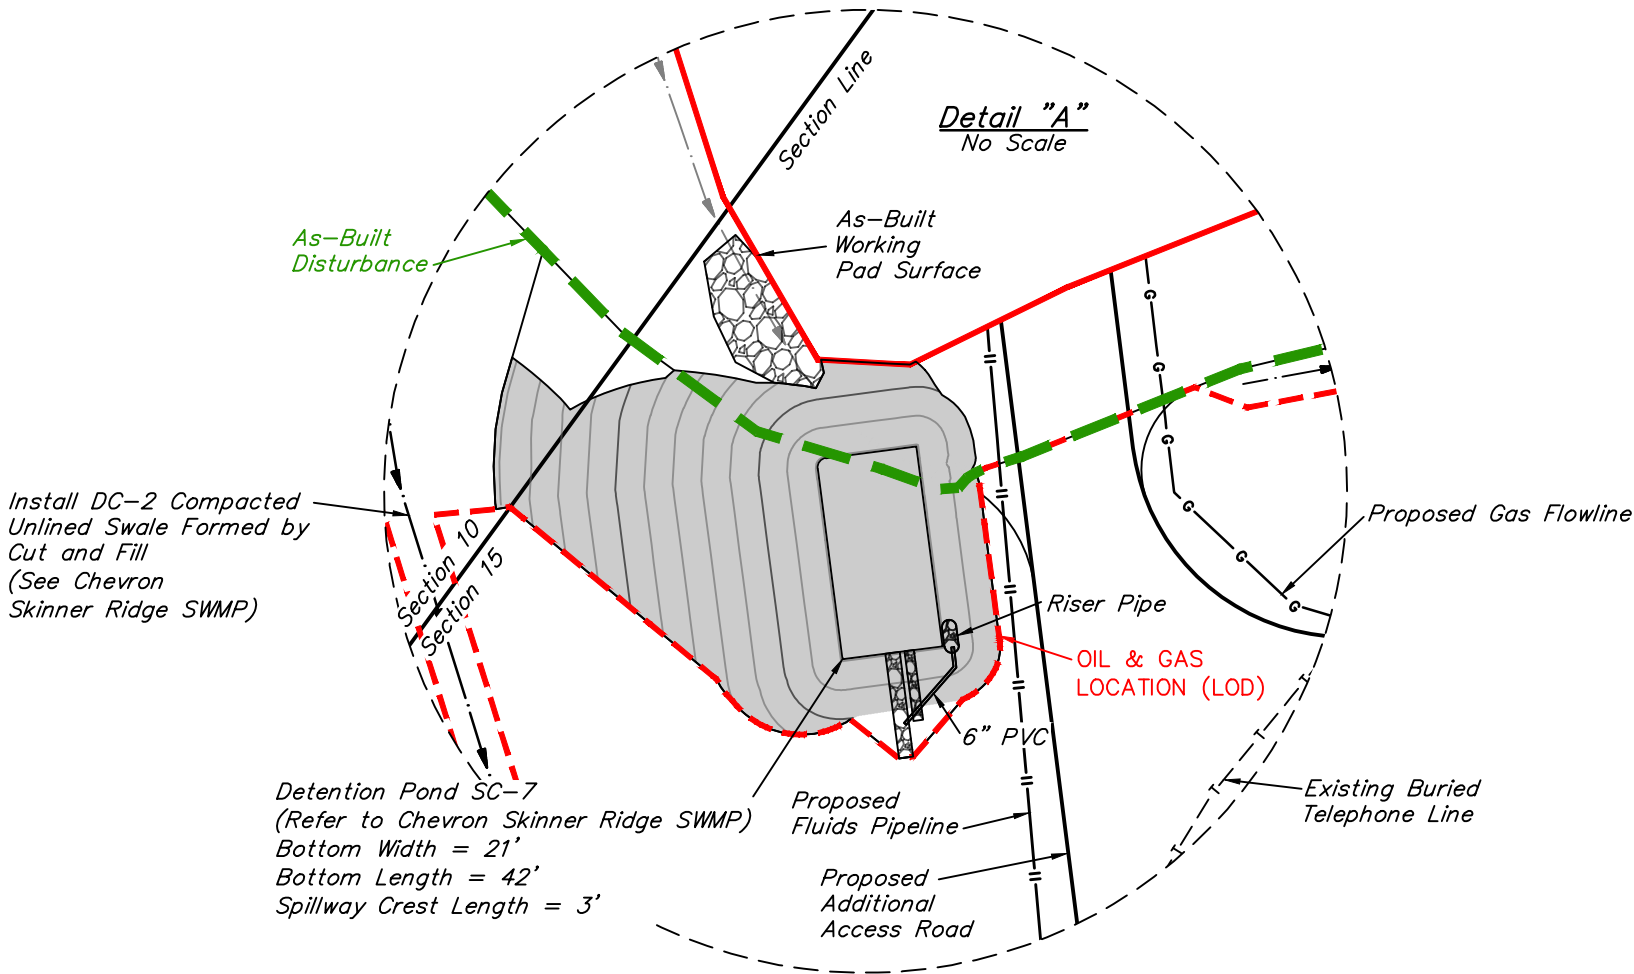 Detail "A"
No Scale
Section Line
As-Built
Working
Pad Surface
As-Built
Disturbance
Install DC-2 Compacted
Unlined Swale Formed by
Cut and Fill
(See Chevron
Skinner Ridge SWMP)
Section 10
Section 15
G
G
G
G
G
G
Proposed Gas Flowline
Riser Pipe
OIL & GAS
LOCATION (LOD)
6" PVC
Detention Pond SC-7
(Refer to Chevron Skinner Ridge SWMP)
Bottom Width = 21'
Bottom Length = 42'
Spillway Crest Length = 3'
Proposed
Fluids Pipeline
Proposed
Additional
Access Road
T
T
T
T
Existing Buried
Telephone Line